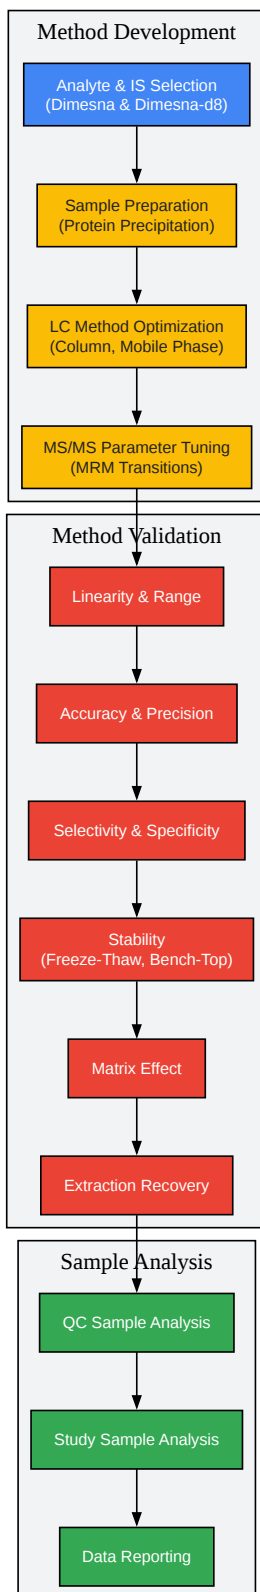 Method Development
Analyte & IS Selection
(Dimesna & Dimesna-d8)
Sample Preparation
(Protein Precipitation)
LC Method Optimization
(Column, Mobile Phase)
MS/MS Parameter Tuning
(MRM Transitions)
Method Validation
Linearity & Range
Accuracy & Precision
Selectivity & Specificity
Stability
(Freeze-Thaw, Bench-Top)
Matrix Effect
Extraction Recovery
Sample Analysis
QC Sample Analysis
Study Sample Analysis
Data Reporting